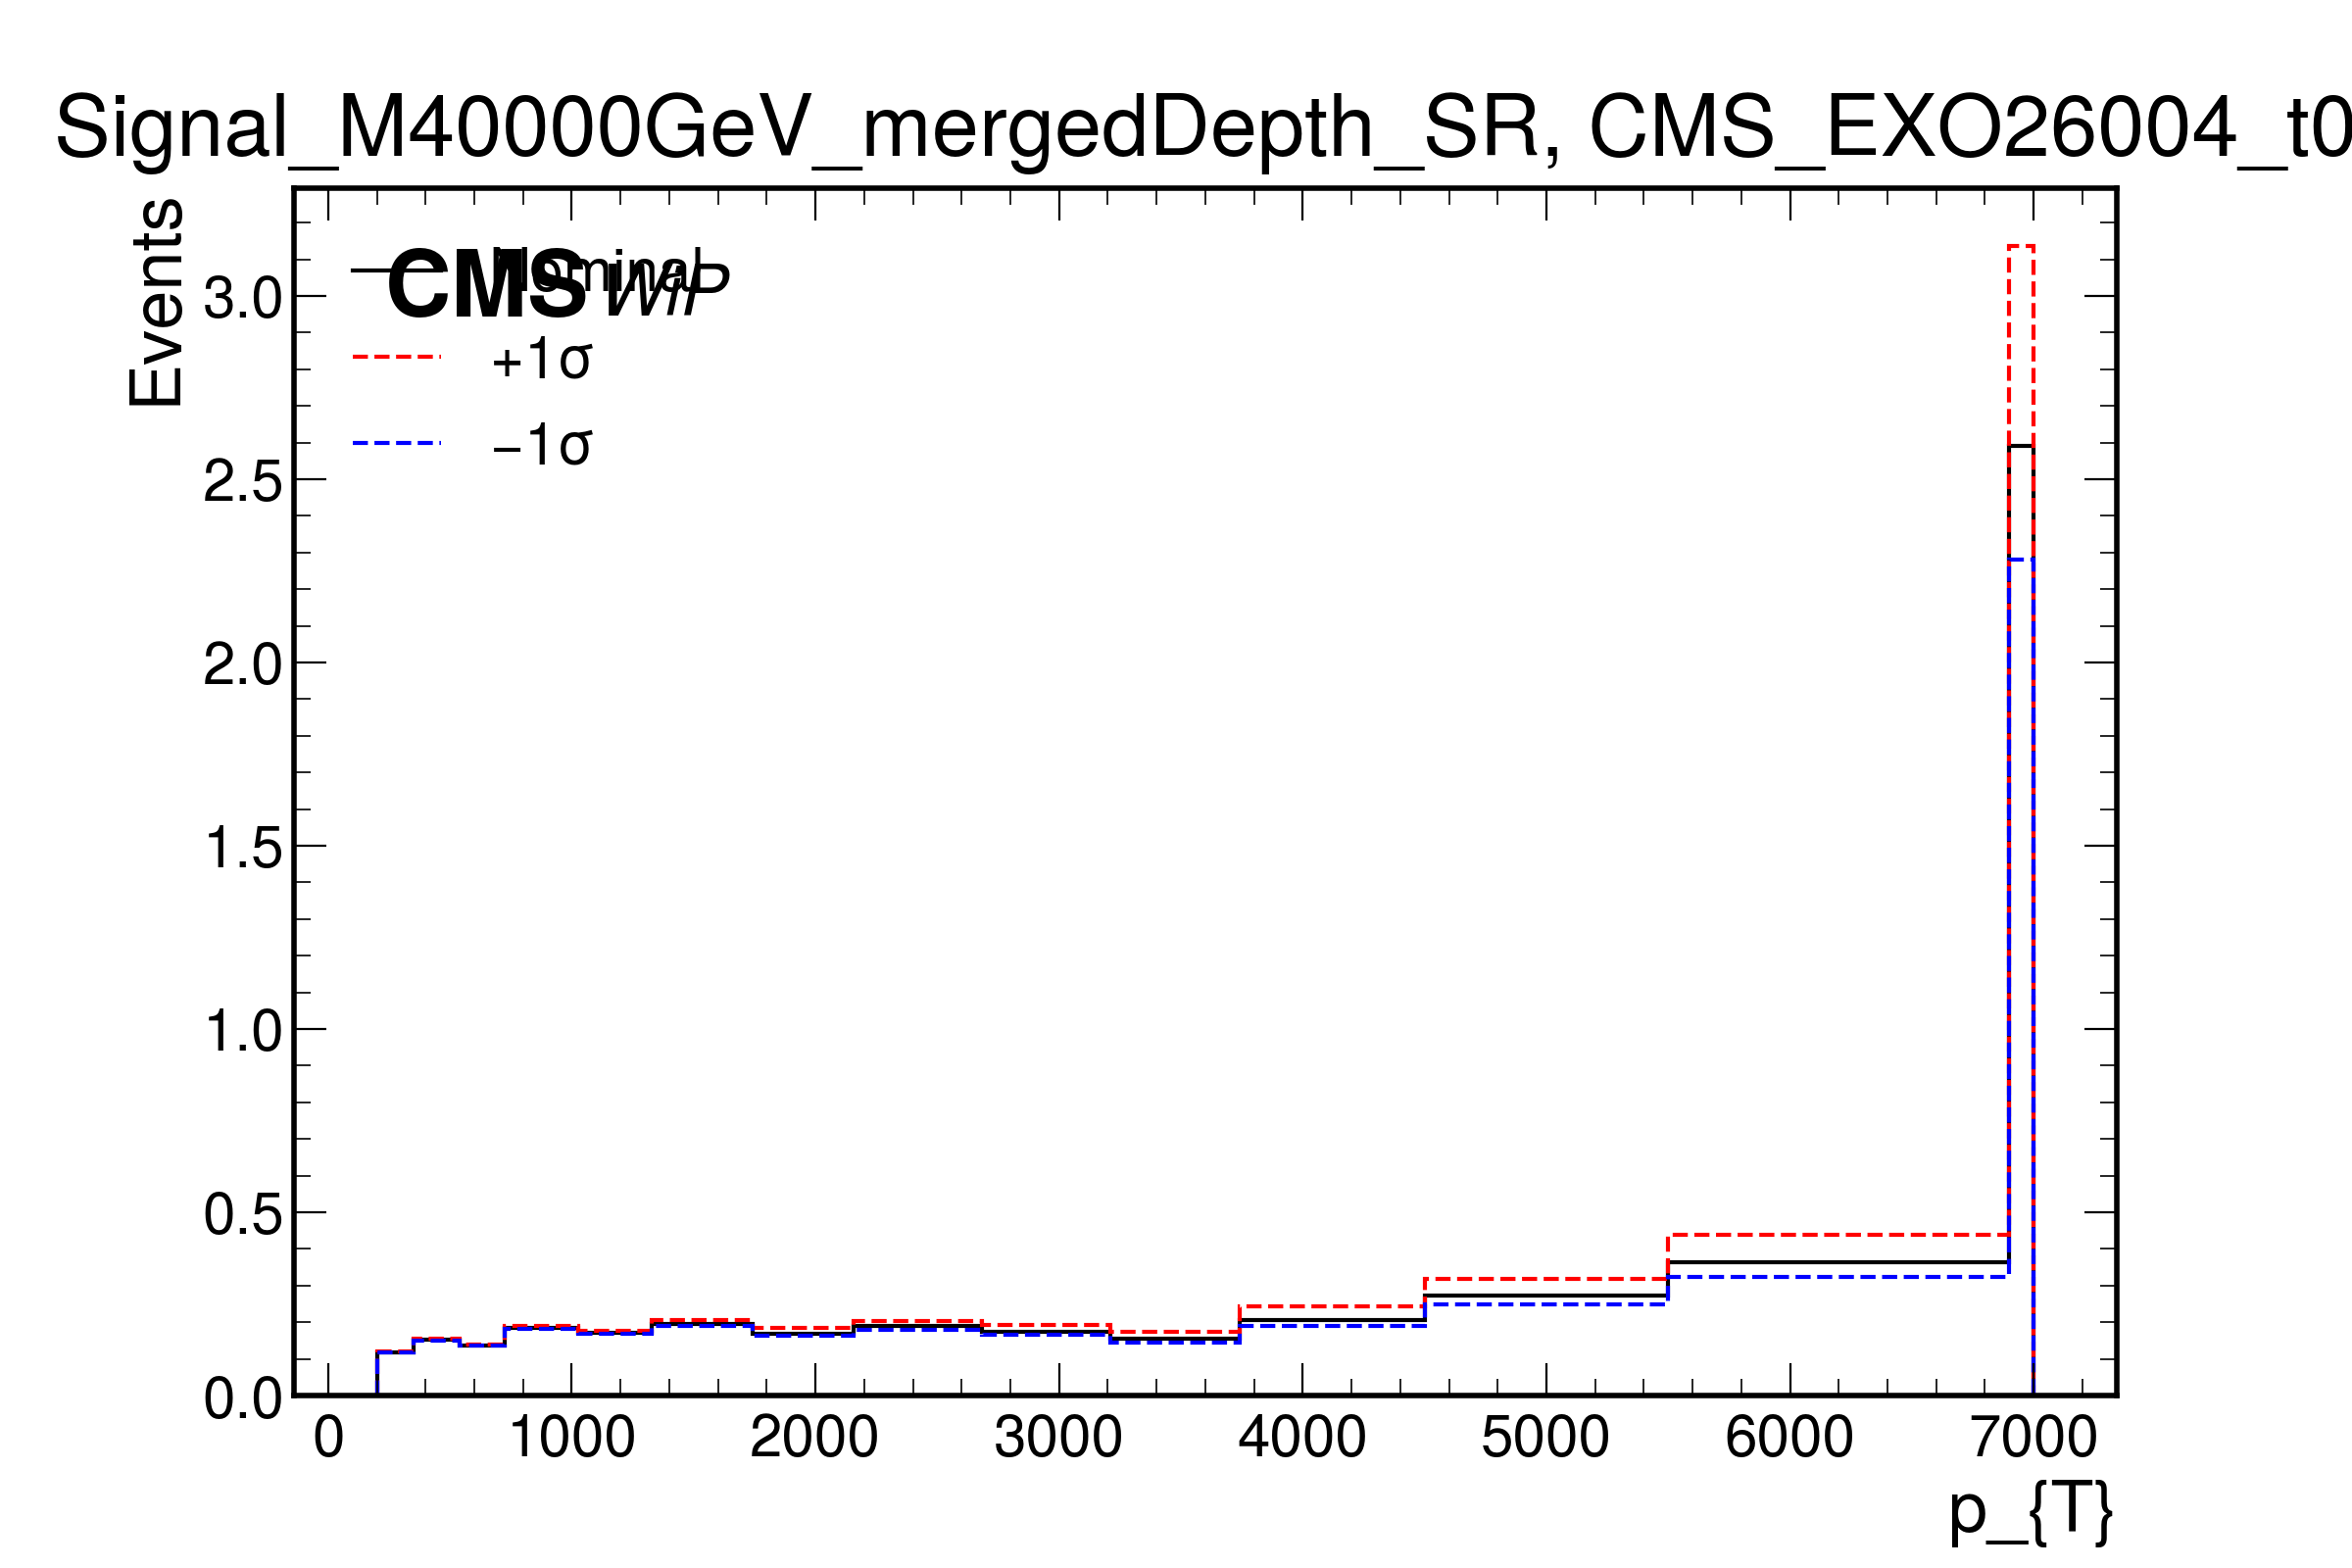 Signal_M40000GeV_mergedDepth_SR, CMS_EXO26004_t0
Events
CMS WiP
Nominal
+1σ
−1σ
3.0
2.5
2.0
1.5
1.0
0.5
0.0
0 1000 2000 3000 4000 5000 6000 7000
p_{T}